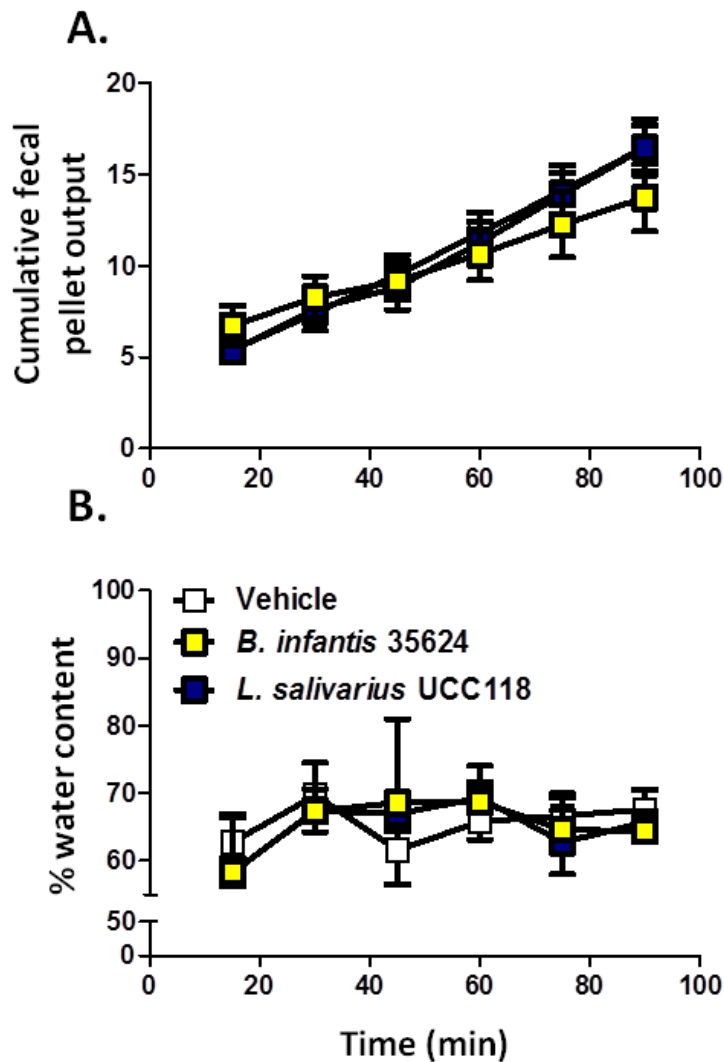 A.
Cumulative fecal
pellet output
20
15
10
5
0
0 20 40 60 80 100
B.
% water content
100
90
80
70
60
50
0
Vehicle
B. infantis 35624
L. salivarius UCC118
0 20 40 60 80 100
Time (min)